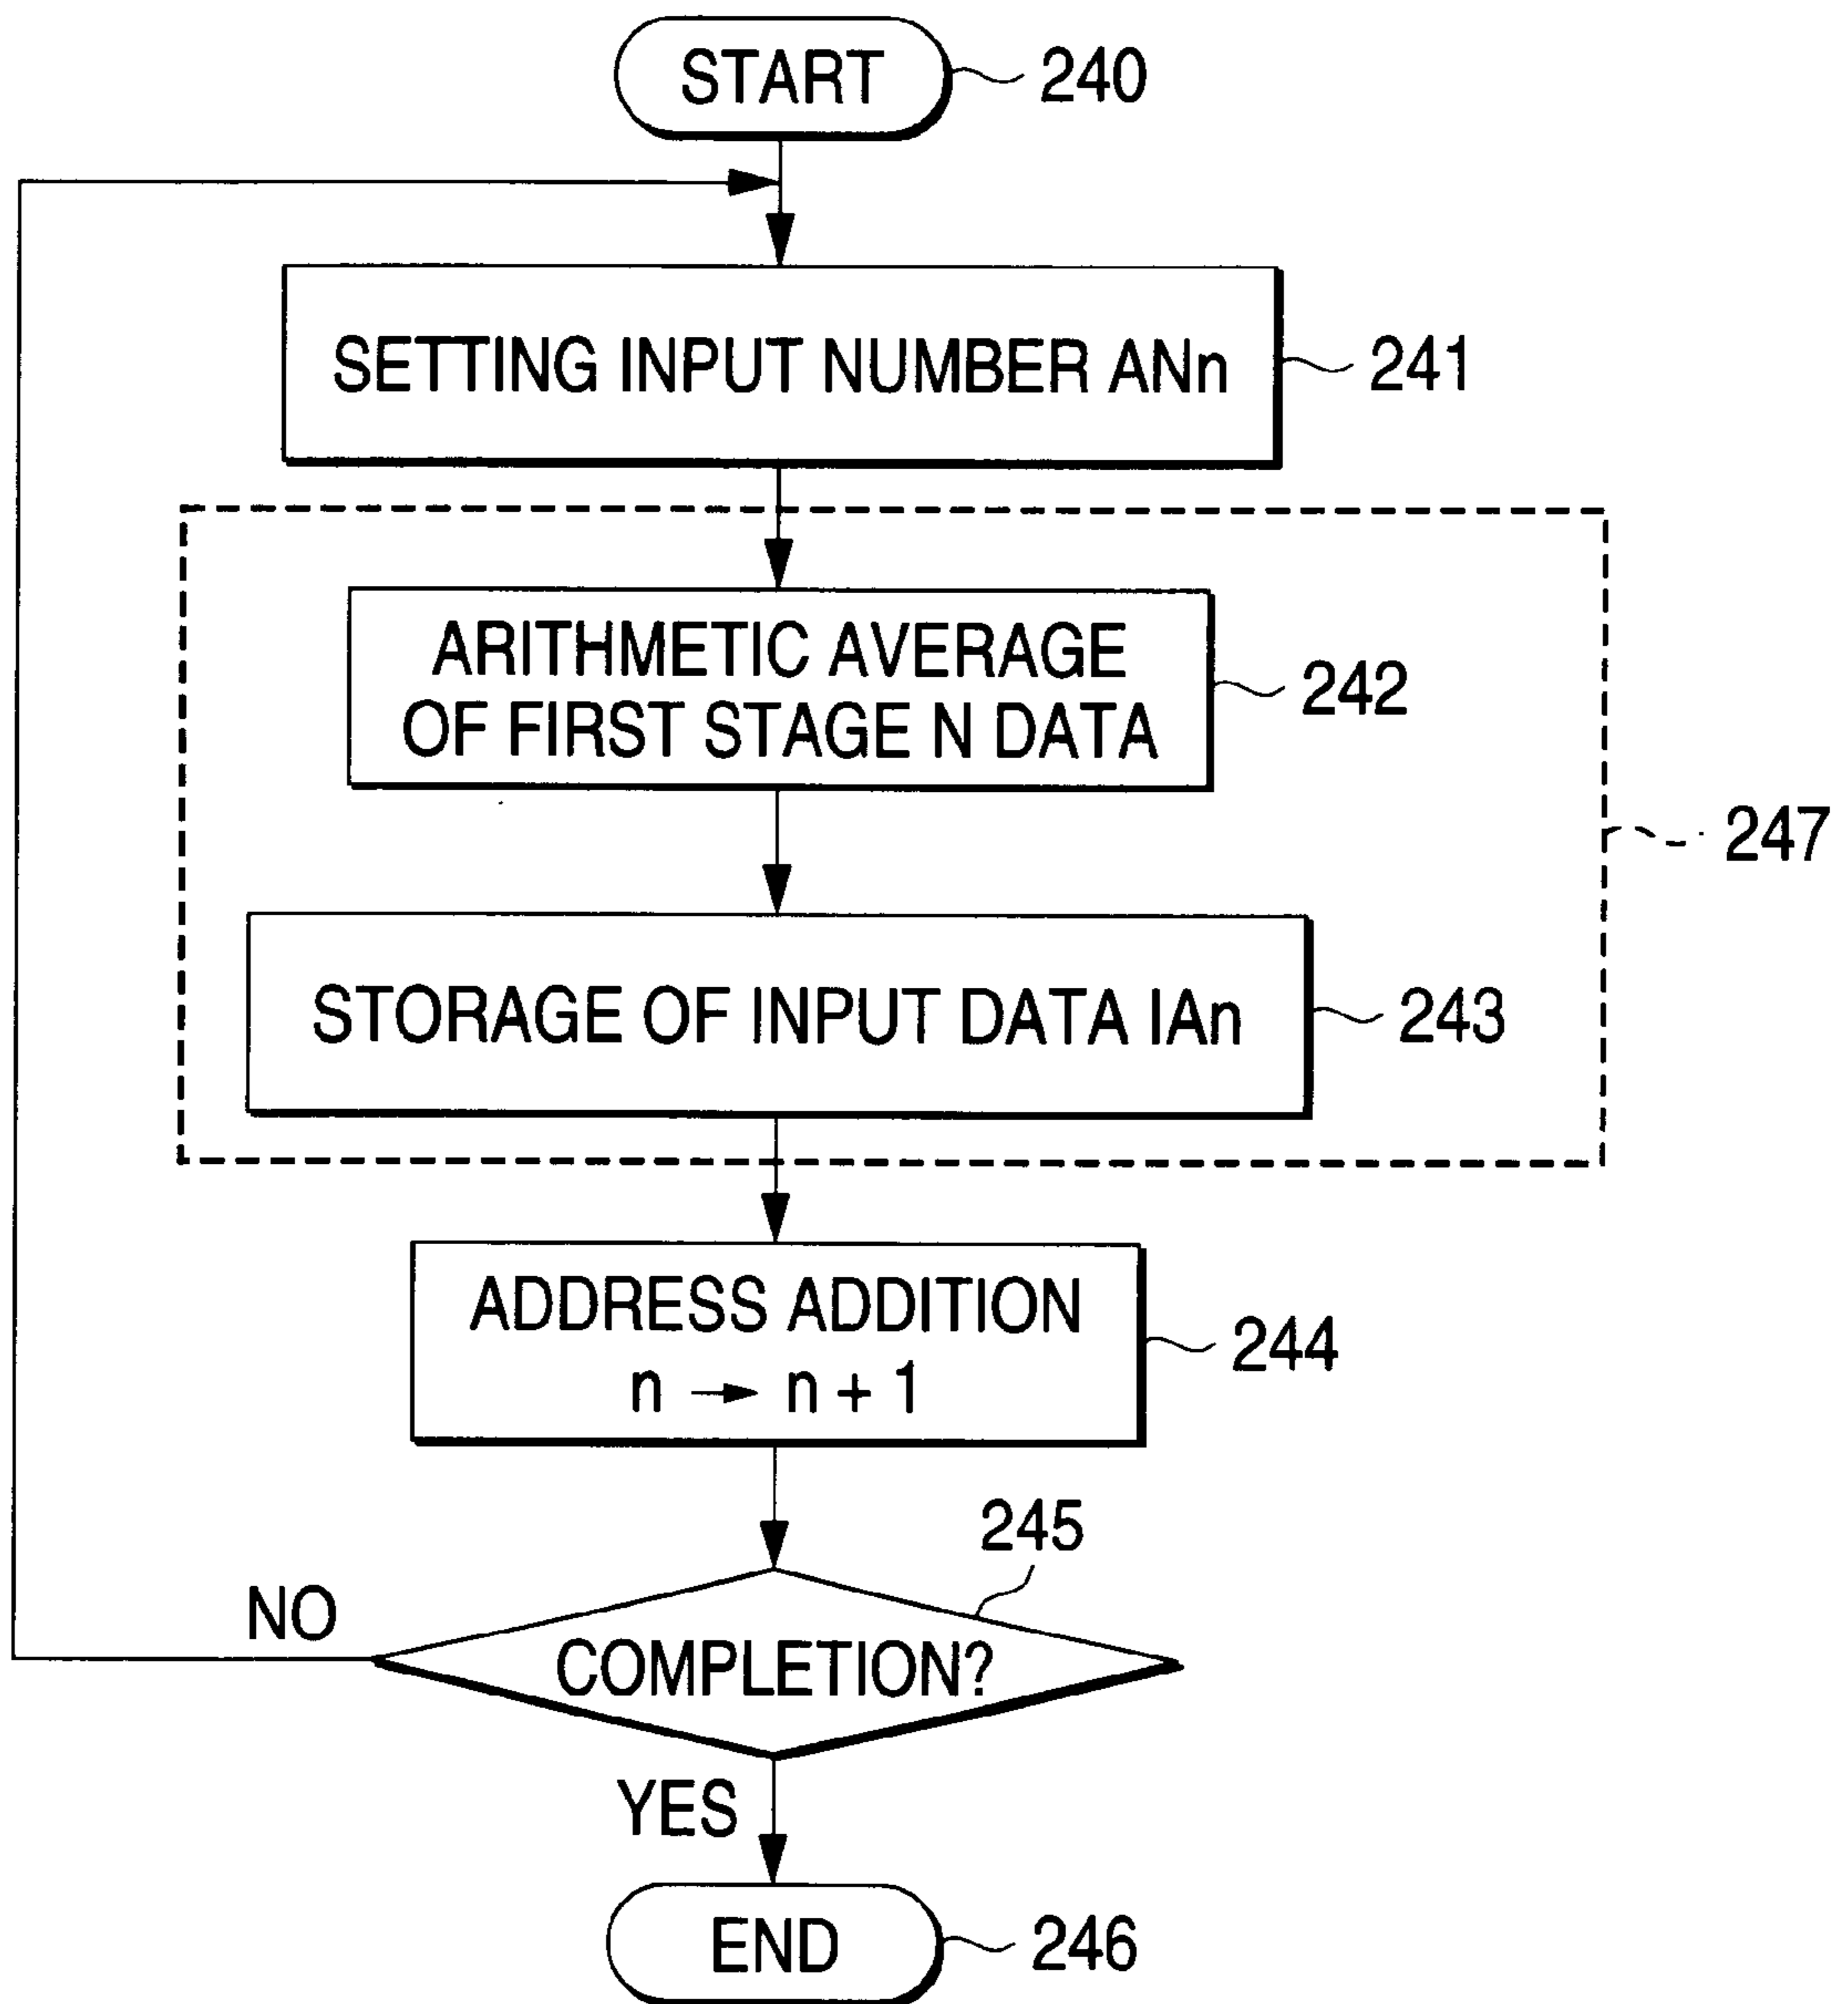 START
240
SETTING INPUT NUMBER ANn
241
ARITHMETIC AVERAGE
OF FIRST STAGE N DATA
242
247
STORAGE OF INPUT DATA IAn
243
ADDRESS ADDITION
n → n + 1
244
245
NO
COMPLETION?
YES
END
246